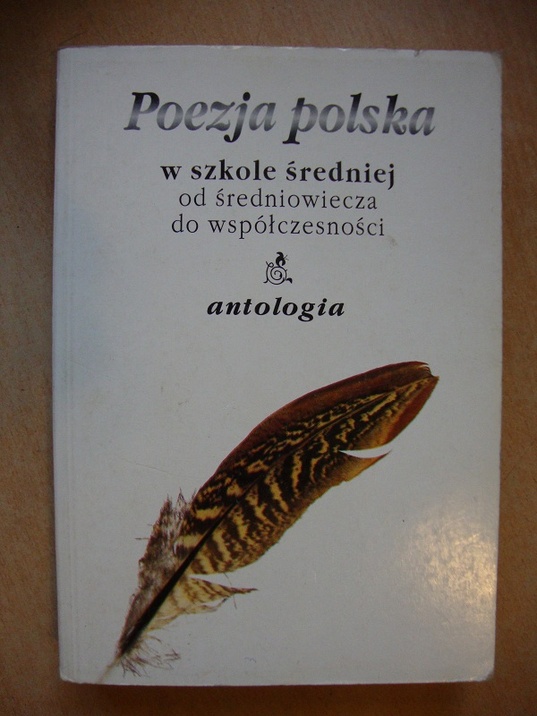 Poezja polska
w szkole średniej
od średniowiecza
do współczesności
antologia